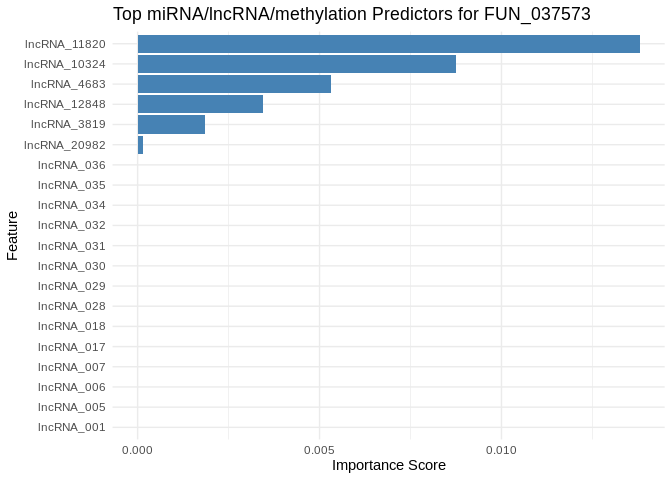 Top miRNA/lncRNA/methylation Predictors for FUN_037573
lncRNA_11820
lncRNA_10324
lncRNA_4683
lncRNA_12848
lncRNA_3819
lncRNA_20982
lncRNA_036
lncRNA_035
lncRNA_034
lncRNA_032
lncRNA_031
lncRNA_030
lncRNA_029
lncRNA_028
lncRNA_018
lncRNA_017
lncRNA_007
lncRNA_006
lncRNA_005
lncRNA_001
Feature
0.000 0.005 0.010
Importance Score